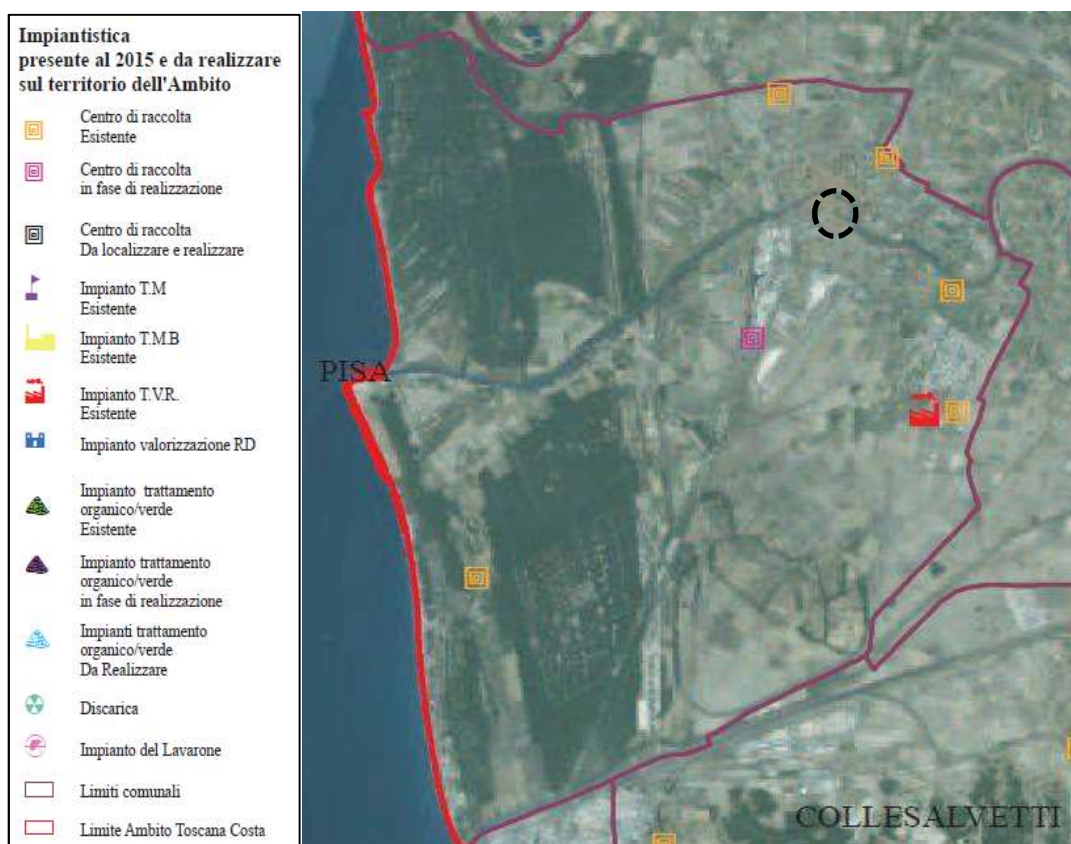 Impiantistica
presente al 2015 e da realizzare
sul territorio dell'Ambito
Centro di raccolta
Esistente
Centro di raccolta
in fase di realizzazione
Centro di raccolta
Da localizzare e realizzare
Impianto T.M
Esistente
Impianto T.M.B
Esistente
Impianto T.V.R.
Esistente
Impianto valorizzazione RD
Impianto trattamento
organico/verde
Esistente
Impianto trattamento
organico/verde
in fase di realizzazione
Impianti trattamento
organico/verde
Da Realizzare
Discarica
Impianto del Lavarone
Limiti comunali
Limite Ambito Toscana Costa
PISA
COLLESALVETTI